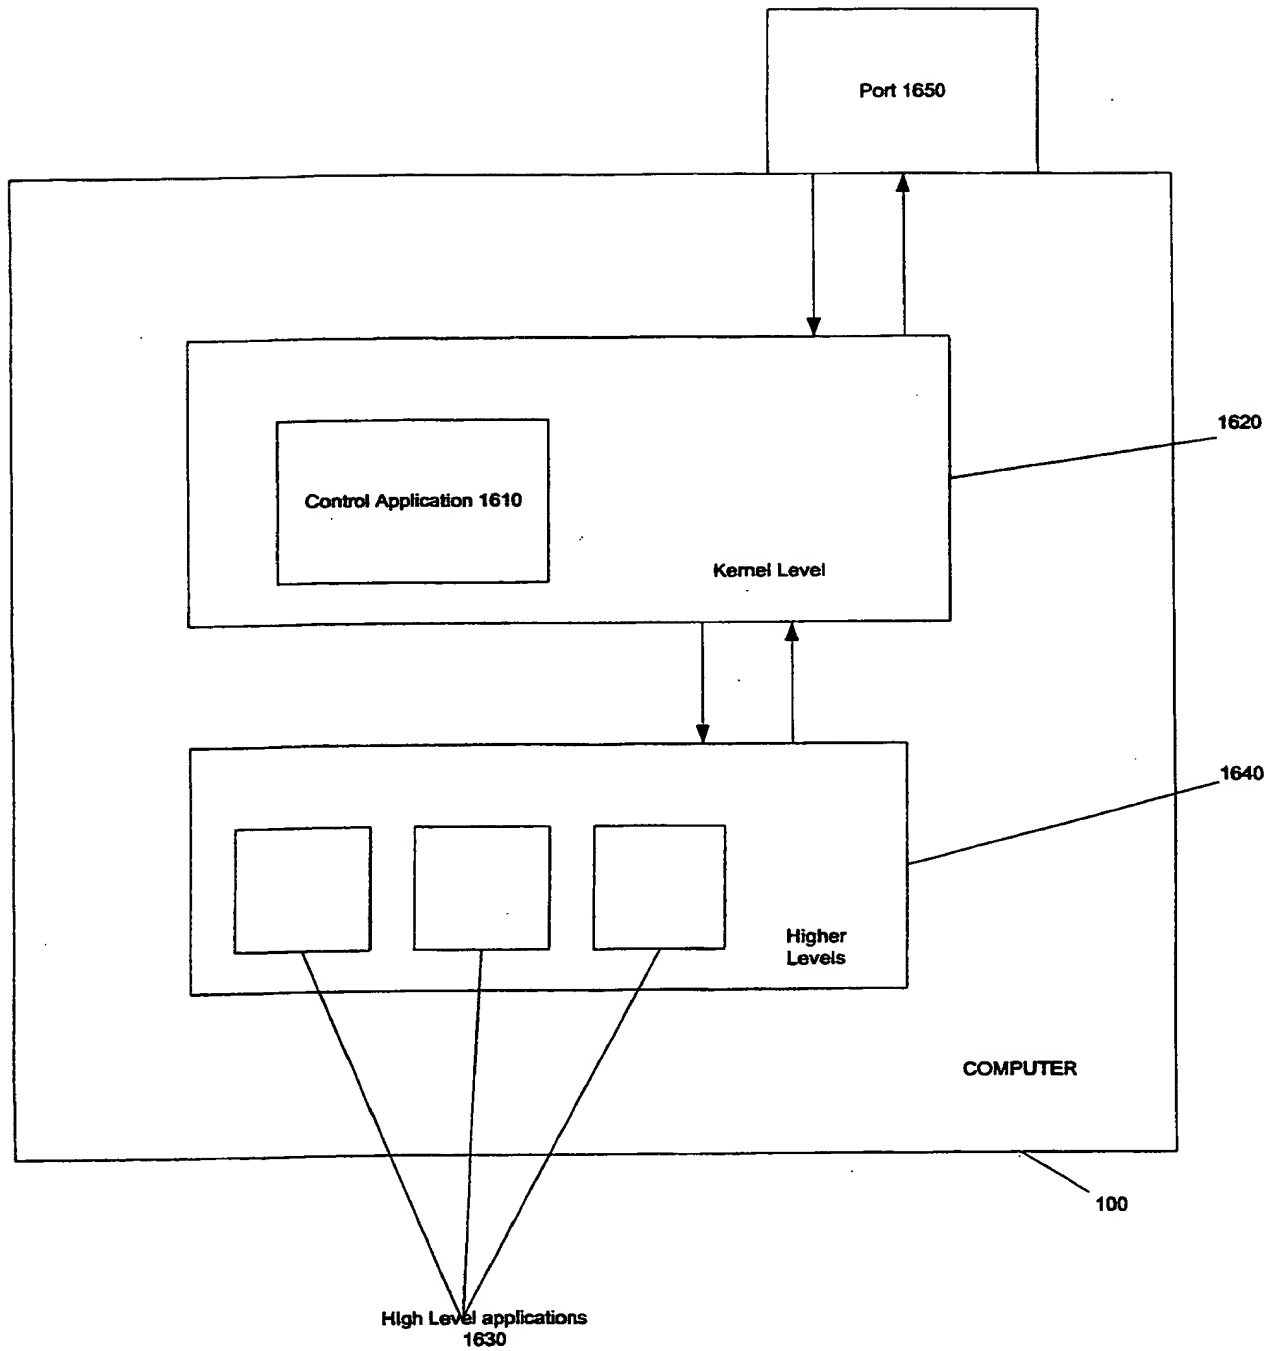 Port 1650
1620
Control Application 1610
Kernel Level
1640
Higher
Levels
COMPUTER
100
High Level applications
1630